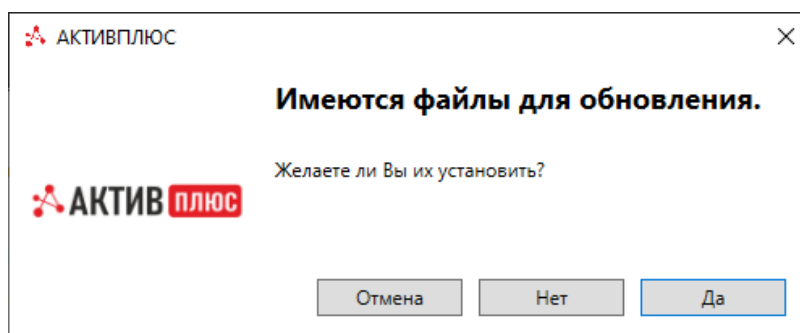 АКТИВПЛЮС
Имеются файлы для обновления.
Желаете ли Вы их установить?
АКТИВ ПЛЮС
Отмена Нет Да